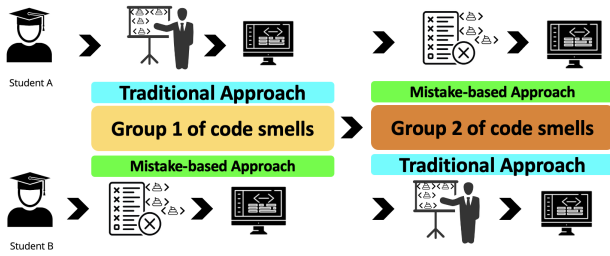 Student A
Traditional Approach
Mistake-based Approach
Group 1 of code smells
Group 2 of code smells
Mistake-based Approach
Traditional Approach
Student B